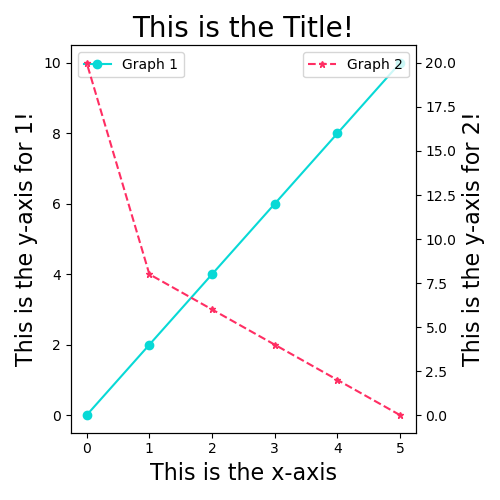 This is the Title!
Graph 1
Graph 2
This is the y-axis for 1!
10
8
6
4
2
0
20.0
17.5
15.0
12.5
10.0
7.5
5.0
2.5
0.0
This is the y-axis for 2!
0 1 2 3 4 5
This is the x-axis